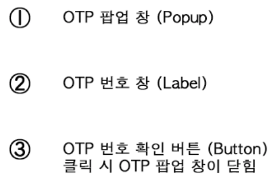 ① OTP 팝업 창 (Popup)
② OTP 번호 창 (Label)
③ OTP 번호 확인 버튼 (Button)
클릭 시 OTP 팝업 창이 닫힘